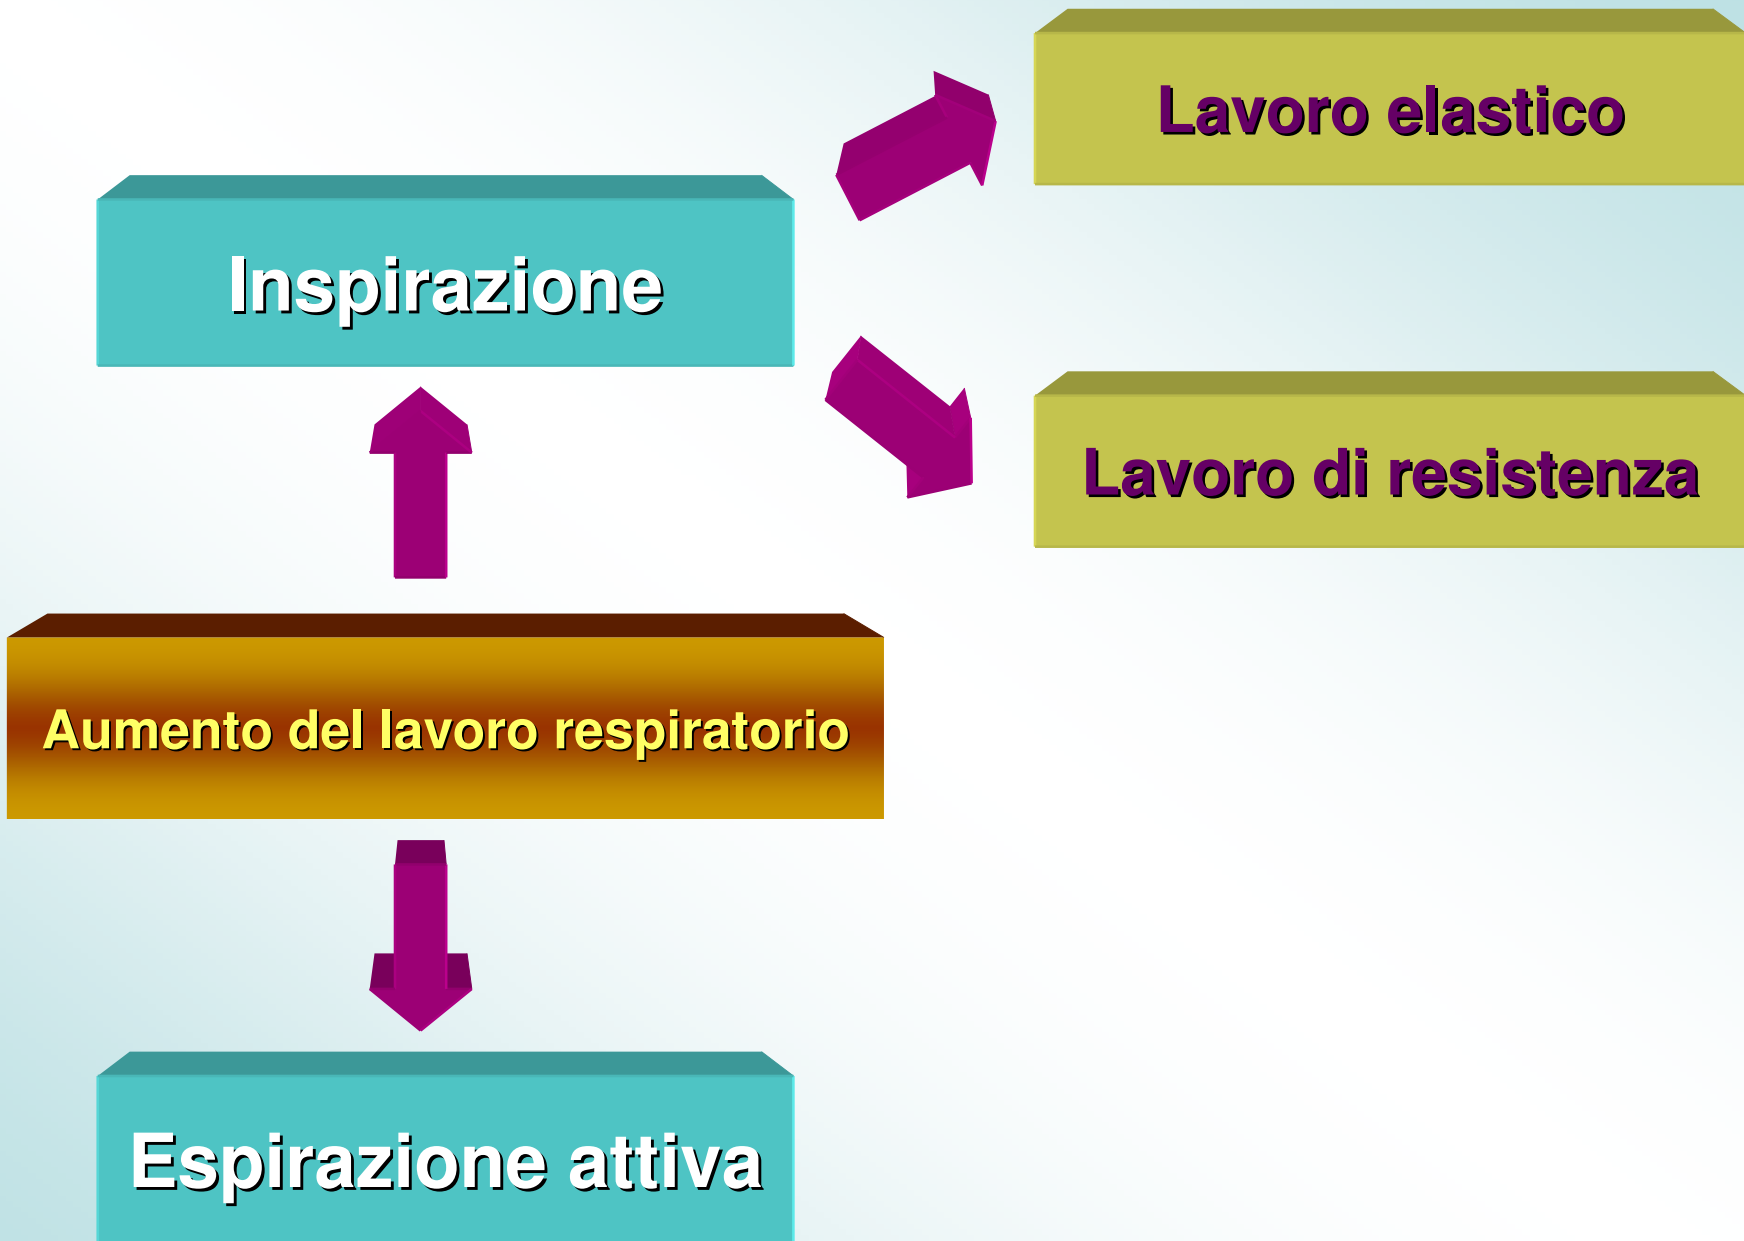 Lavoro elastico
Inspirazione
Lavoro di resistenza
Aumento del lavoro respiratorio
Espirazione attiva